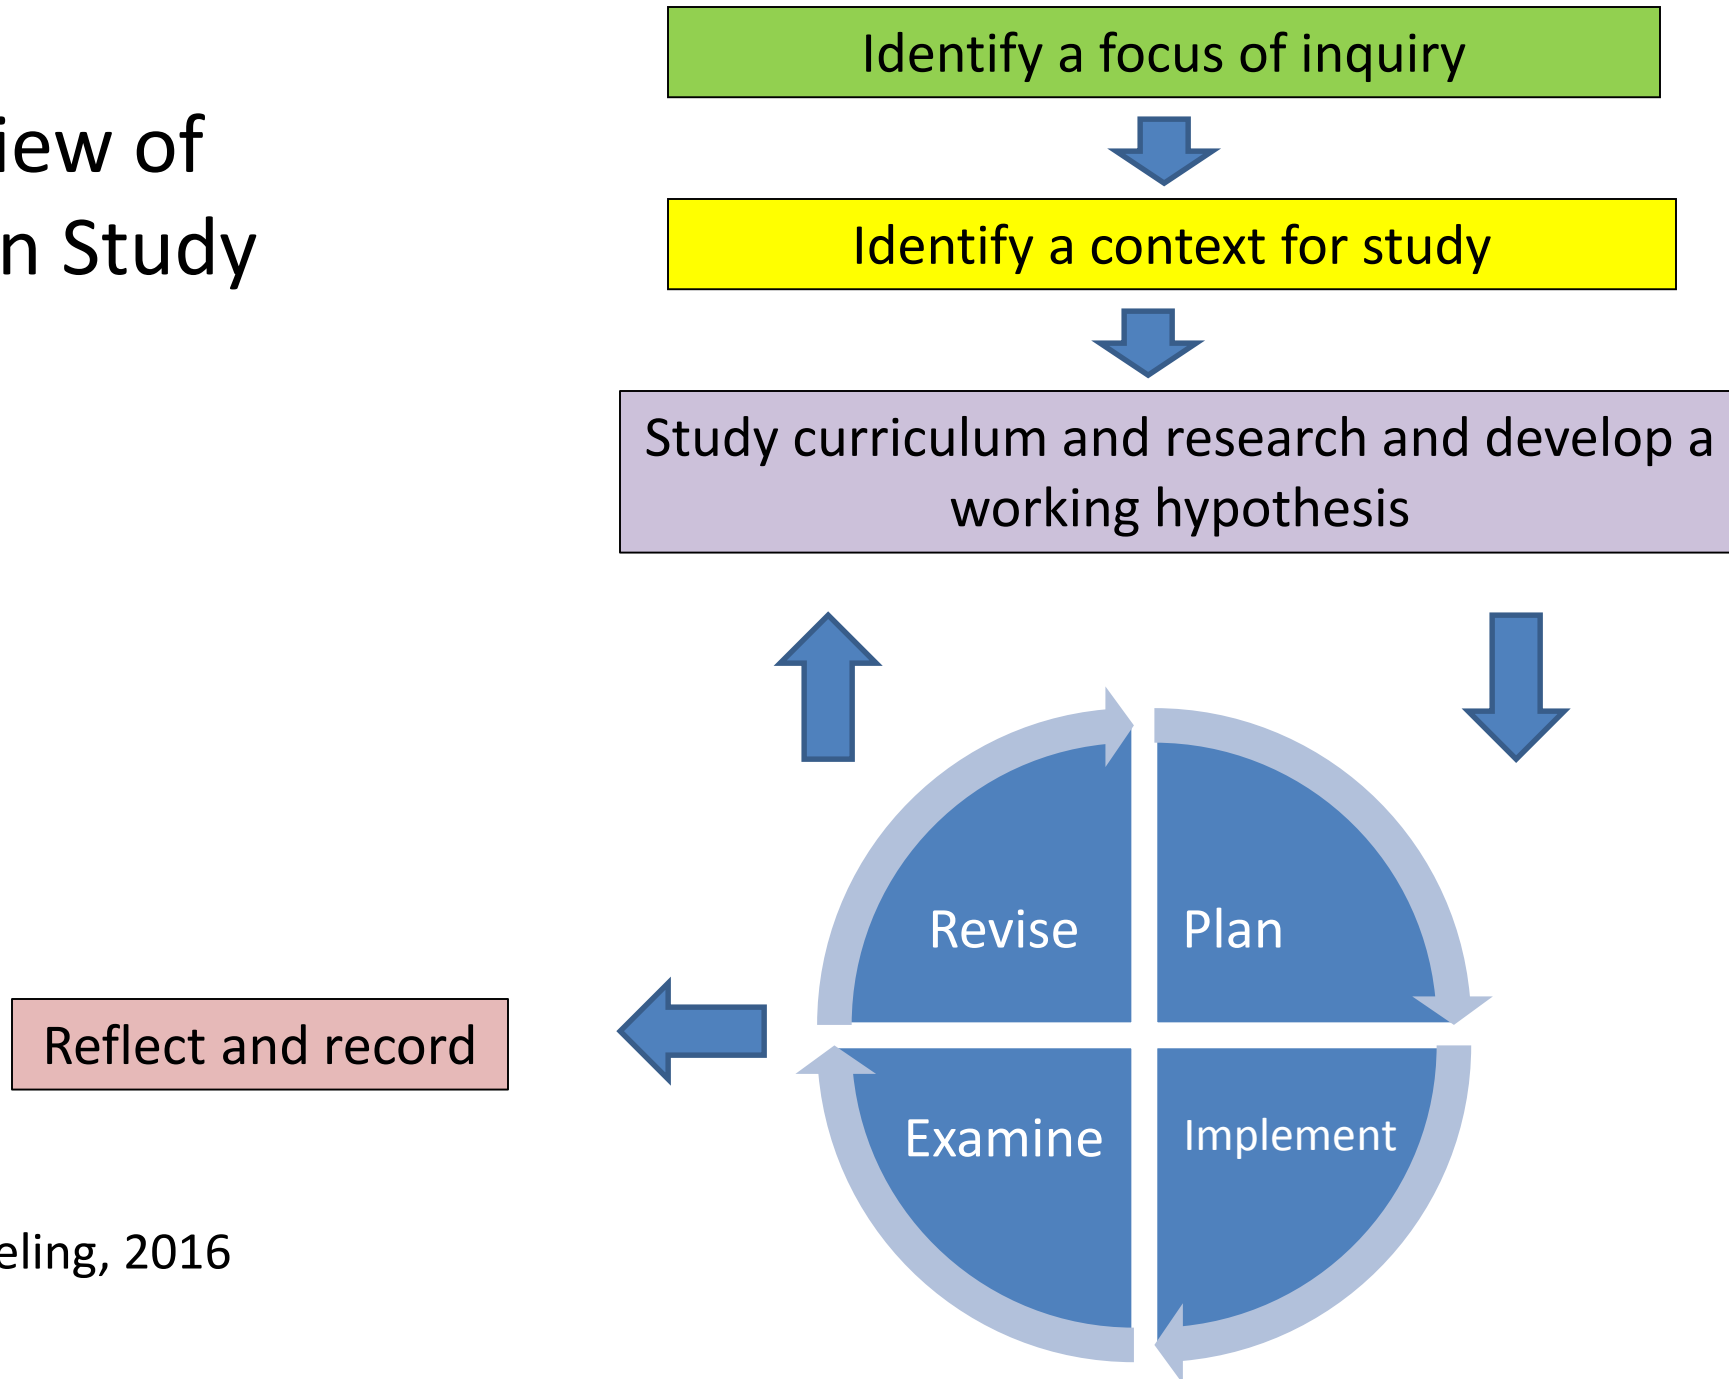 Identify a focus of inquiry
iew of
n Study
Identify a context for study
Study curriculum and research and develop a
working hypothesis
Revise
Plan
Reflect and record
Examine
Implement
eling, 2016